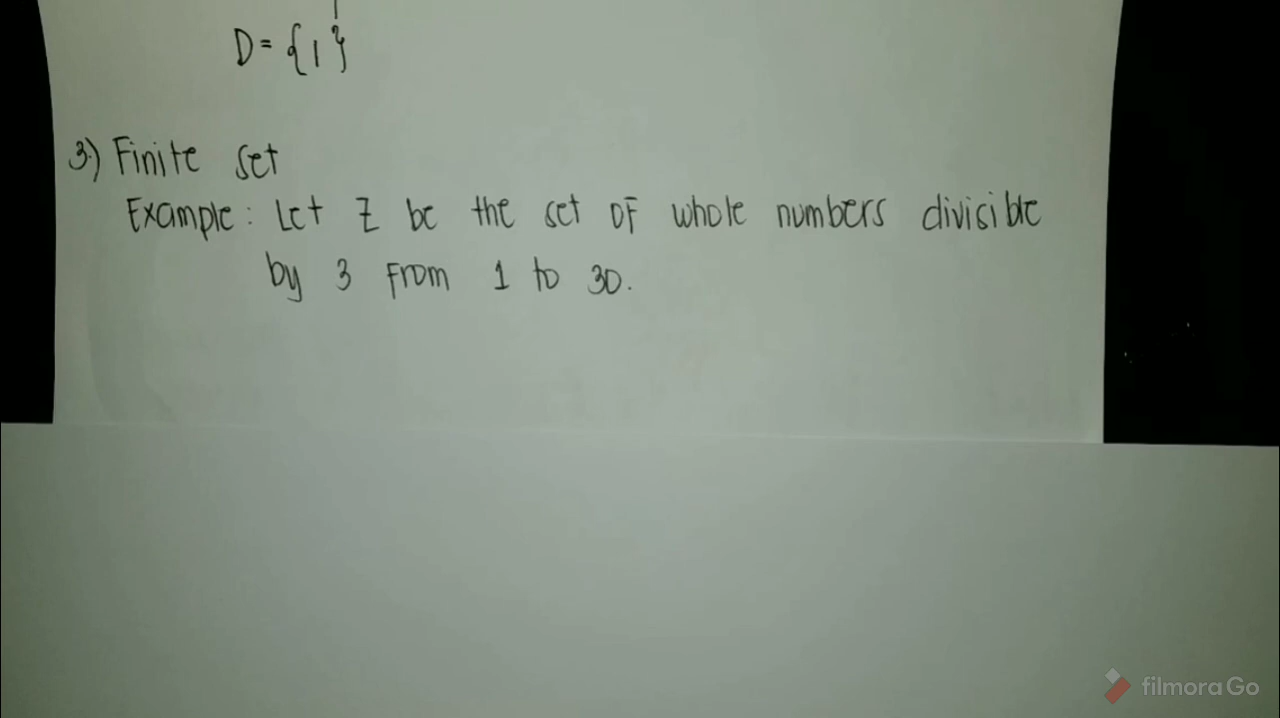 D = {1}
3.) Finite set
Example: Let Z be the set of whole numbers divisible
by 3 from 1 to 30.
filmoraGo